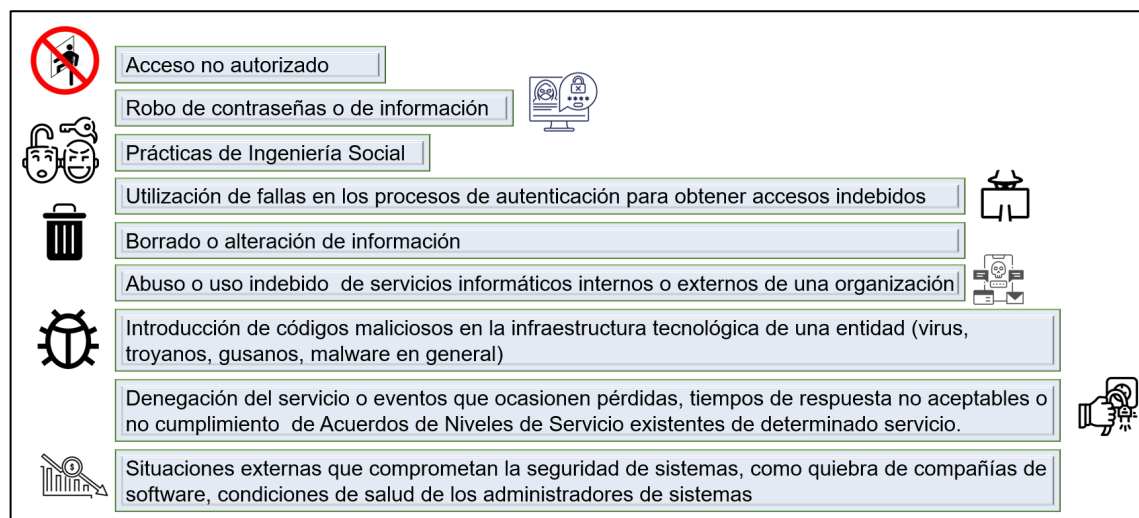 Acceso no autorizado
Robo de contraseñas o de información
Prácticas de Ingeniería Social
Utilización de fallas en los procesos de autenticación para obtener accesos indebidos
Borrado o alteración de información
Abuso o uso indebido  de servicios informáticos internos o externos de una organización
Introducción de códigos maliciosos en la infraestructura tecnológica de una entidad (virus,
troyanos, gusanos, malware en general)
Denegación del servicio o eventos que ocasionen pérdidas, tiempos de respuesta no aceptables o
no cumplimiento  de Acuerdos de Niveles de Servicio existentes de determinado servicio.
Situaciones externas que comprometan la seguridad de sistemas, como quiebra de compañías de
software, condiciones de salud de los administradores de sistemas